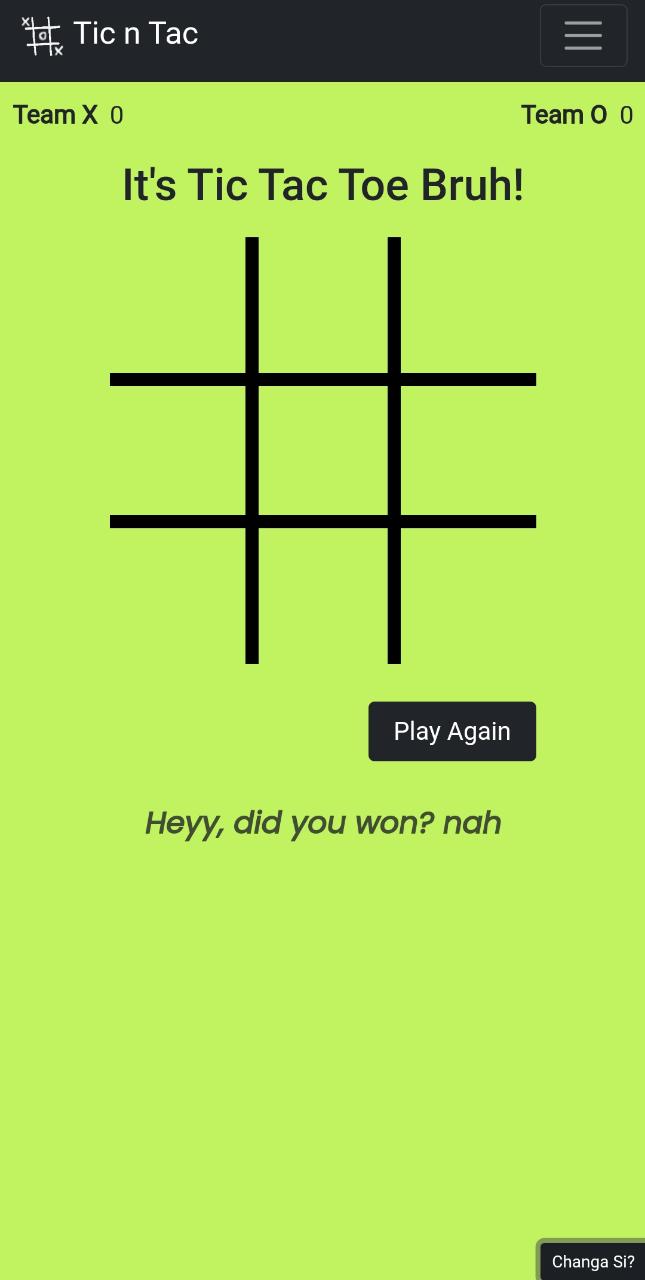 Tic n Tac
Team X 0
Team O 0
It's Tic Tac Toe Bruh!
Play Again
Heyy, did you won? nah
Changa Si?